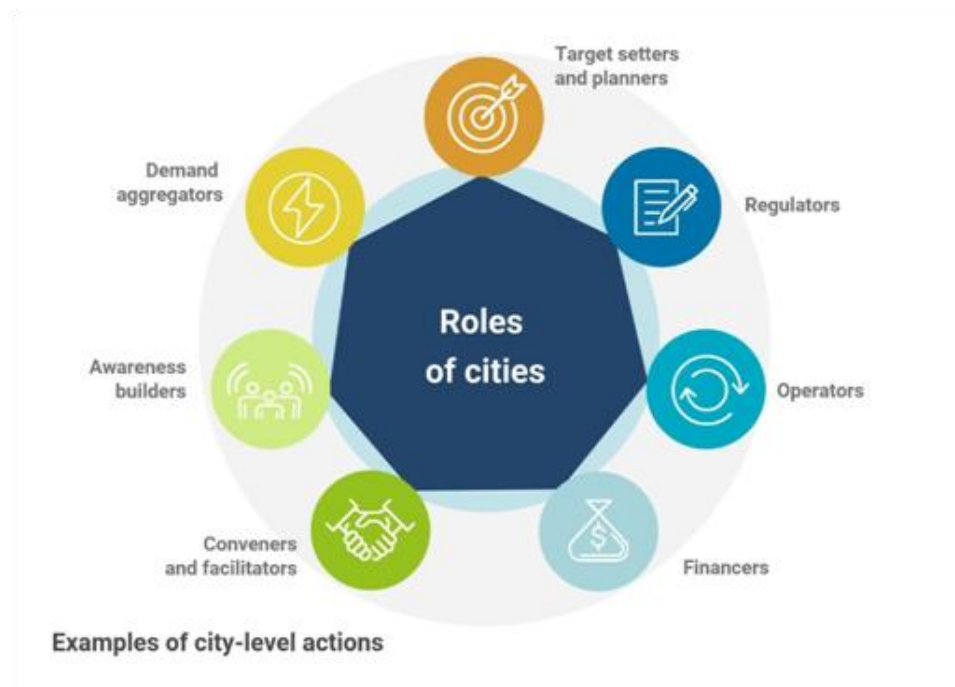 Target setters
and planners
Demand
aggregators
Regulators
Roles
of cities
Awareness
builders
Operators
$
Conveners
and facilitators
Financers
Examples of city-level actions